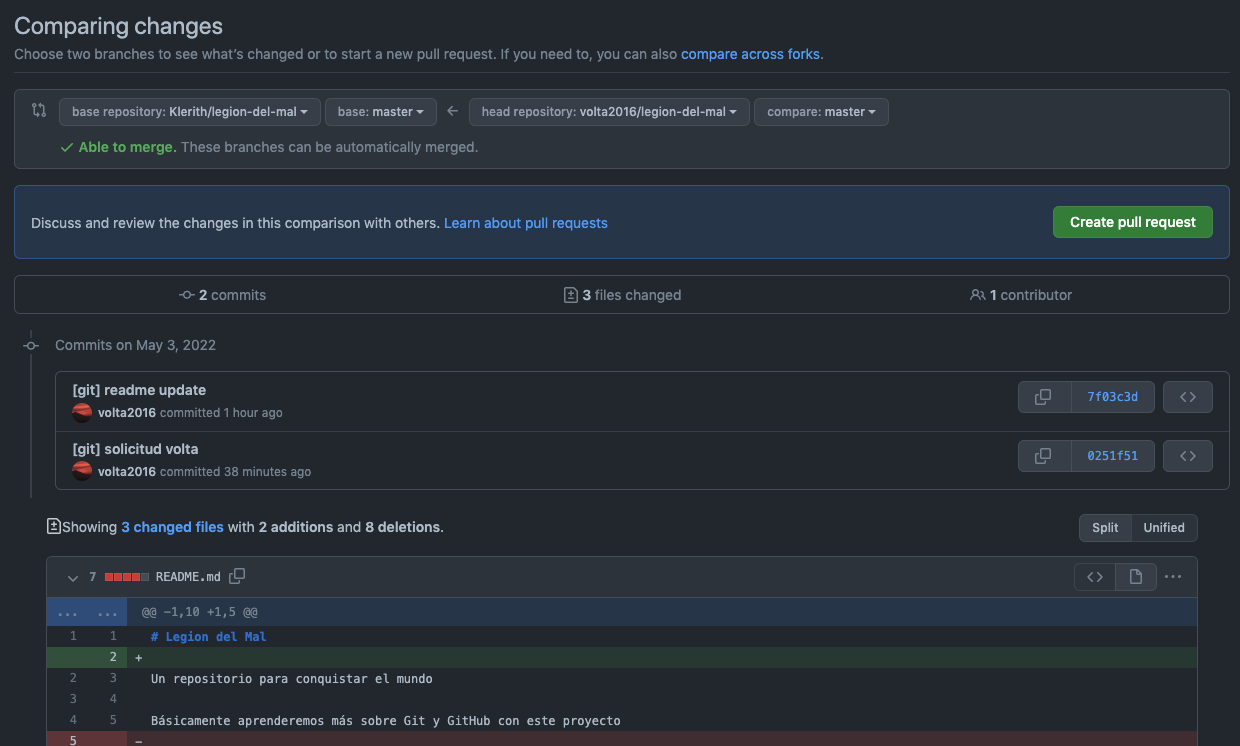 Comparing changes
Choose two branches to see what's changed or to start a new pull request. If you need to, you can also compare across forks.
base repository: Klerith/legion-del-mal base: master head repository: volta2016/legion-del-mal compare: master
Able to merge. These branches can be automatically merged.
Discuss and review the changes in this comparison with others. Learn about pull requests Create pull request
2 commits 3 files changed 1 contributor
Commits on May 3, 2022
[git] readme update
volta2016 committed 1 hour ago 7f03c3d
[git] solicitud volta
volta2016 committed 38 minutes ago 0251f51
Showing 3 changed files with 2 additions and 8 deletions. Split Unified
7 README.md
... ... @@ -1,10 +1,5 @@
1 1 # Legion del Mal
2 +
2 3 Un repositorio para conquistar el mundo
3 4
4 5 Básicamente aprenderemos más sobre Git y GitHub con este proyecto
5 -